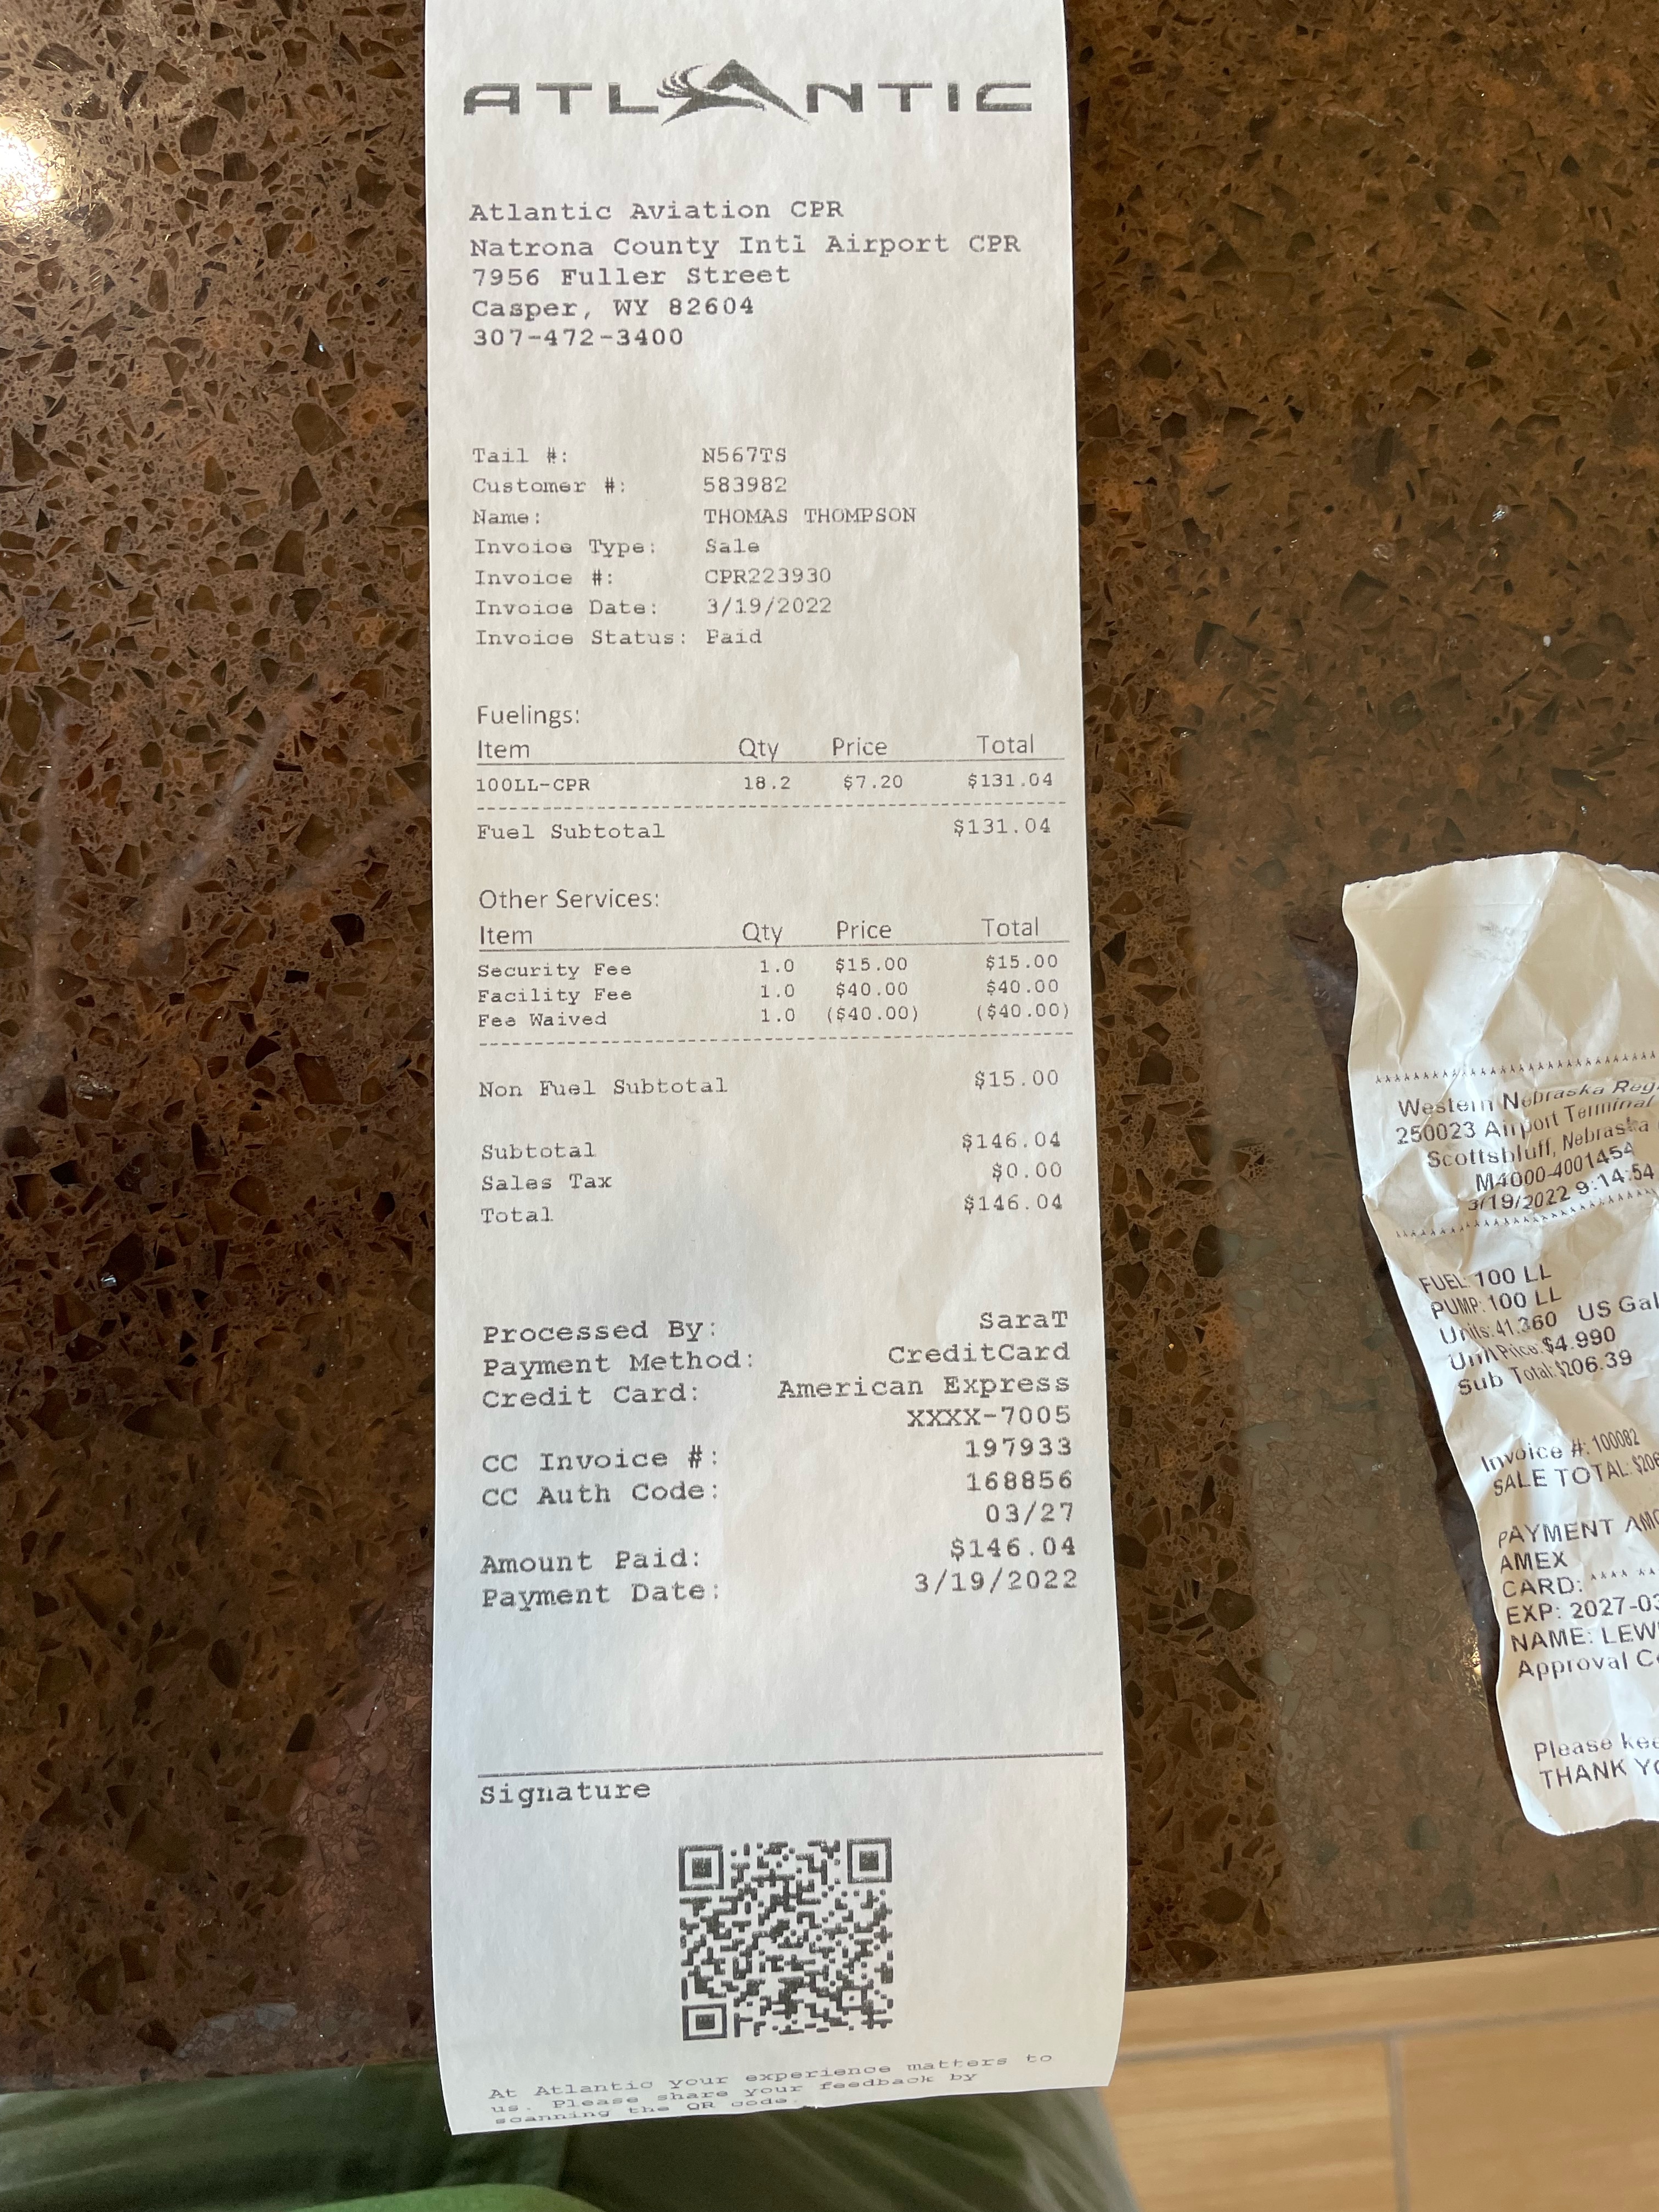 ATLANTIC
Atlantic Aviation CPR
Natrona County Intl Airport CPR
7956 Fuller Street
Casper, WY 82604
307-472-3400
Tail #: N567TS
Customer #: 583982
Name: THOMAS THOMPSON
Invoice Type: Sale
Invoice #: CPR223930
Invoice Date: 3/19/2022
Invoice Status: Paid
Fuelings:
Item Qty Price Total
100LL-CPR 18.2 $7.20 $131.04
Fuel Subtotal $131.04
Other Services:
Item Qty Price Total
Security Fee 1.0 $15.00 $15.00
Facility Fee 1.0 $40.00 $40.00
Fee Waived 1.0 ($40.00) ($40.00)
Non Fuel Subtotal $15.00
Subtotal $146.04
Sales Tax $0.00
Total $146.04
Processed By: SaraT
Payment Method: CreditCard
Credit Card: American Express
XXXX-7005
CC Invoice #: 197933
CC Auth Code: 168856
03/27
Amount Paid: $146.04
Payment Date: 3/19/2022
Signature
At Atlantic your experience matters to
us. Please share your feedback by
scanning the QR code.
Western Nebraska Reg
250023 Airport Terminal
Scottsbluff, Nebraska
M4000-4001454
3/19/2022 9:14:54
FUEL: 100 LL
PUMP: 100 LL
Units: 41.360 US Gal
Unit Price: $4.990
Sub Total: $206.39
Invoice #: 100082
SALE TOTAL: $206
PAYMENT AMO
AMEX
CARD:
EXP: 2027-03
NAME: LEW
Approval C
Please kee
THANK YO